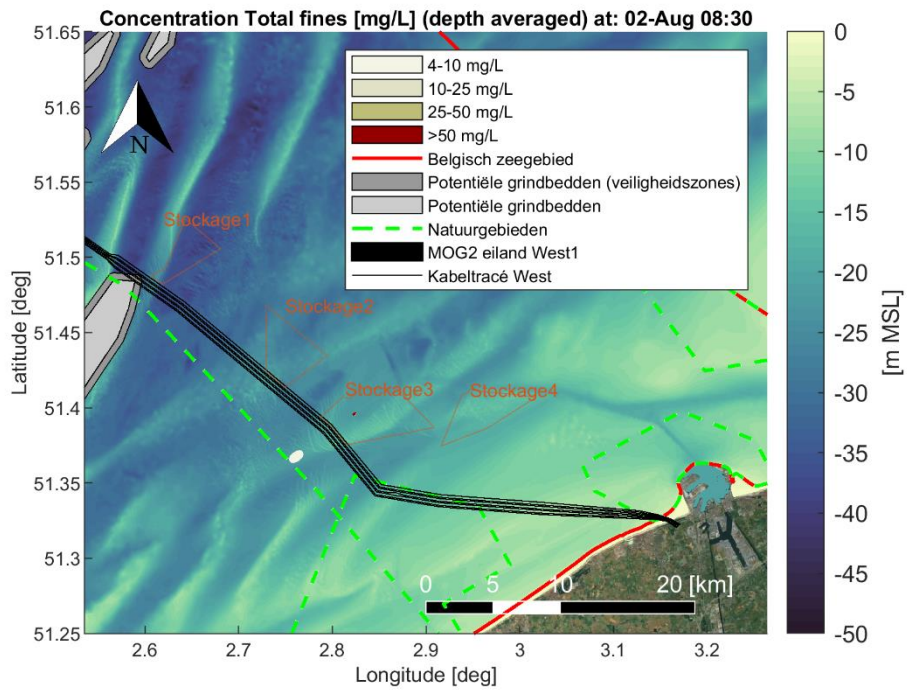 Concentration Total fines [mg/L] (depth averaged) at: 02-Aug 08:30
4-10 mg/L
10-25 mg/L
25-50 mg/L
>50 mg/L
Belgisch zeegebied
Potentiële grindbedden (veiligheidszones)
Potentiële grindbedden
Natuurgebieden
MOG2 eiland West1
Kabeltracé West
N
Stockage1
Stockage2
Stockage3
Stockage4
0 5 10 20 [km]
51.65
51.6
51.55
51.5
51.45
51.4
51.35
51.3
51.25
Latitude [deg]
2.6 2.7 2.8 2.9 3 3.1 3.2
Longitude [deg]
0
-5
-10
-15
-20
-25
-30
-35
-40
-45
-50
[m MSL]